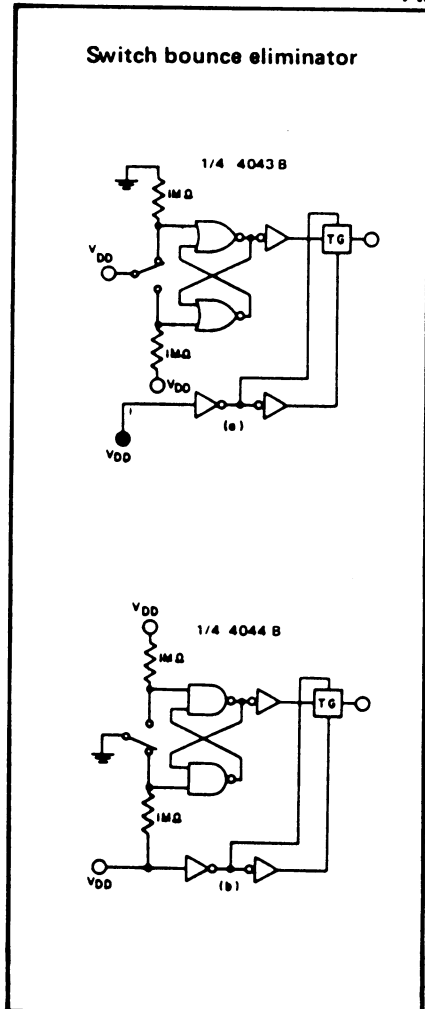 Switch bounce eliminator
1/4 4043 B
1MΩ
VDD
TG
1MΩ
VDD
(a)
VDD
VDD
1/4 4044 B
1MΩ
TG
1MΩ
VDD
(b)